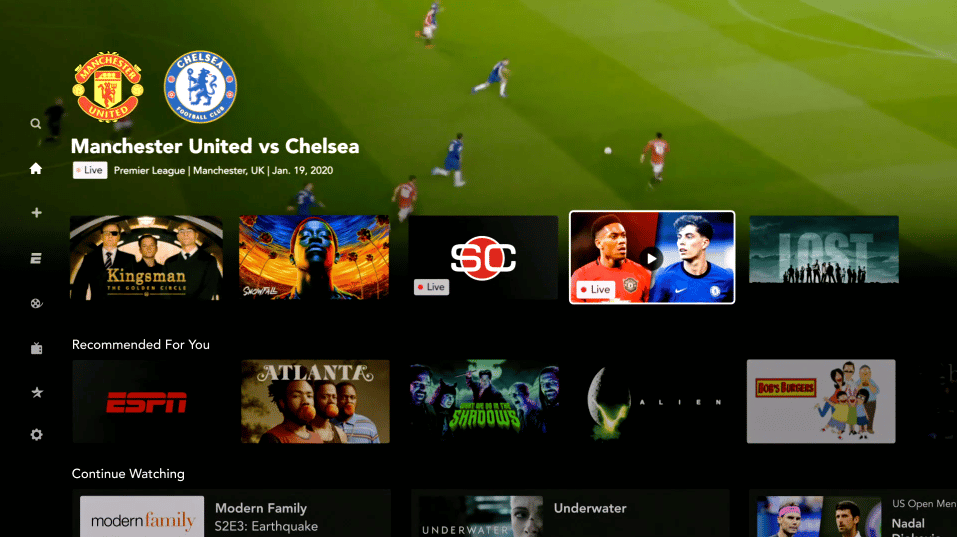 MANCHESTER
UNITED
CHELSEA
FOOTBALL CLUB
Manchester United vs Chelsea
Live
Premier League | Manchester, UK | Jan. 19, 2020
Kingsman
THE GOLDEN CIRCLE
SNOWFALL
SC
Live
Live
LOST
Recommended For You
ESPN
ATLANTA
WHAT WE DO IN THE
SHADOWS
ALIEN
BOB'S BURGERS
Continue Watching
modern family
Modern Family
S2E3: Earthquake
UNDERWATER
Underwater
US Open Men
Nadal